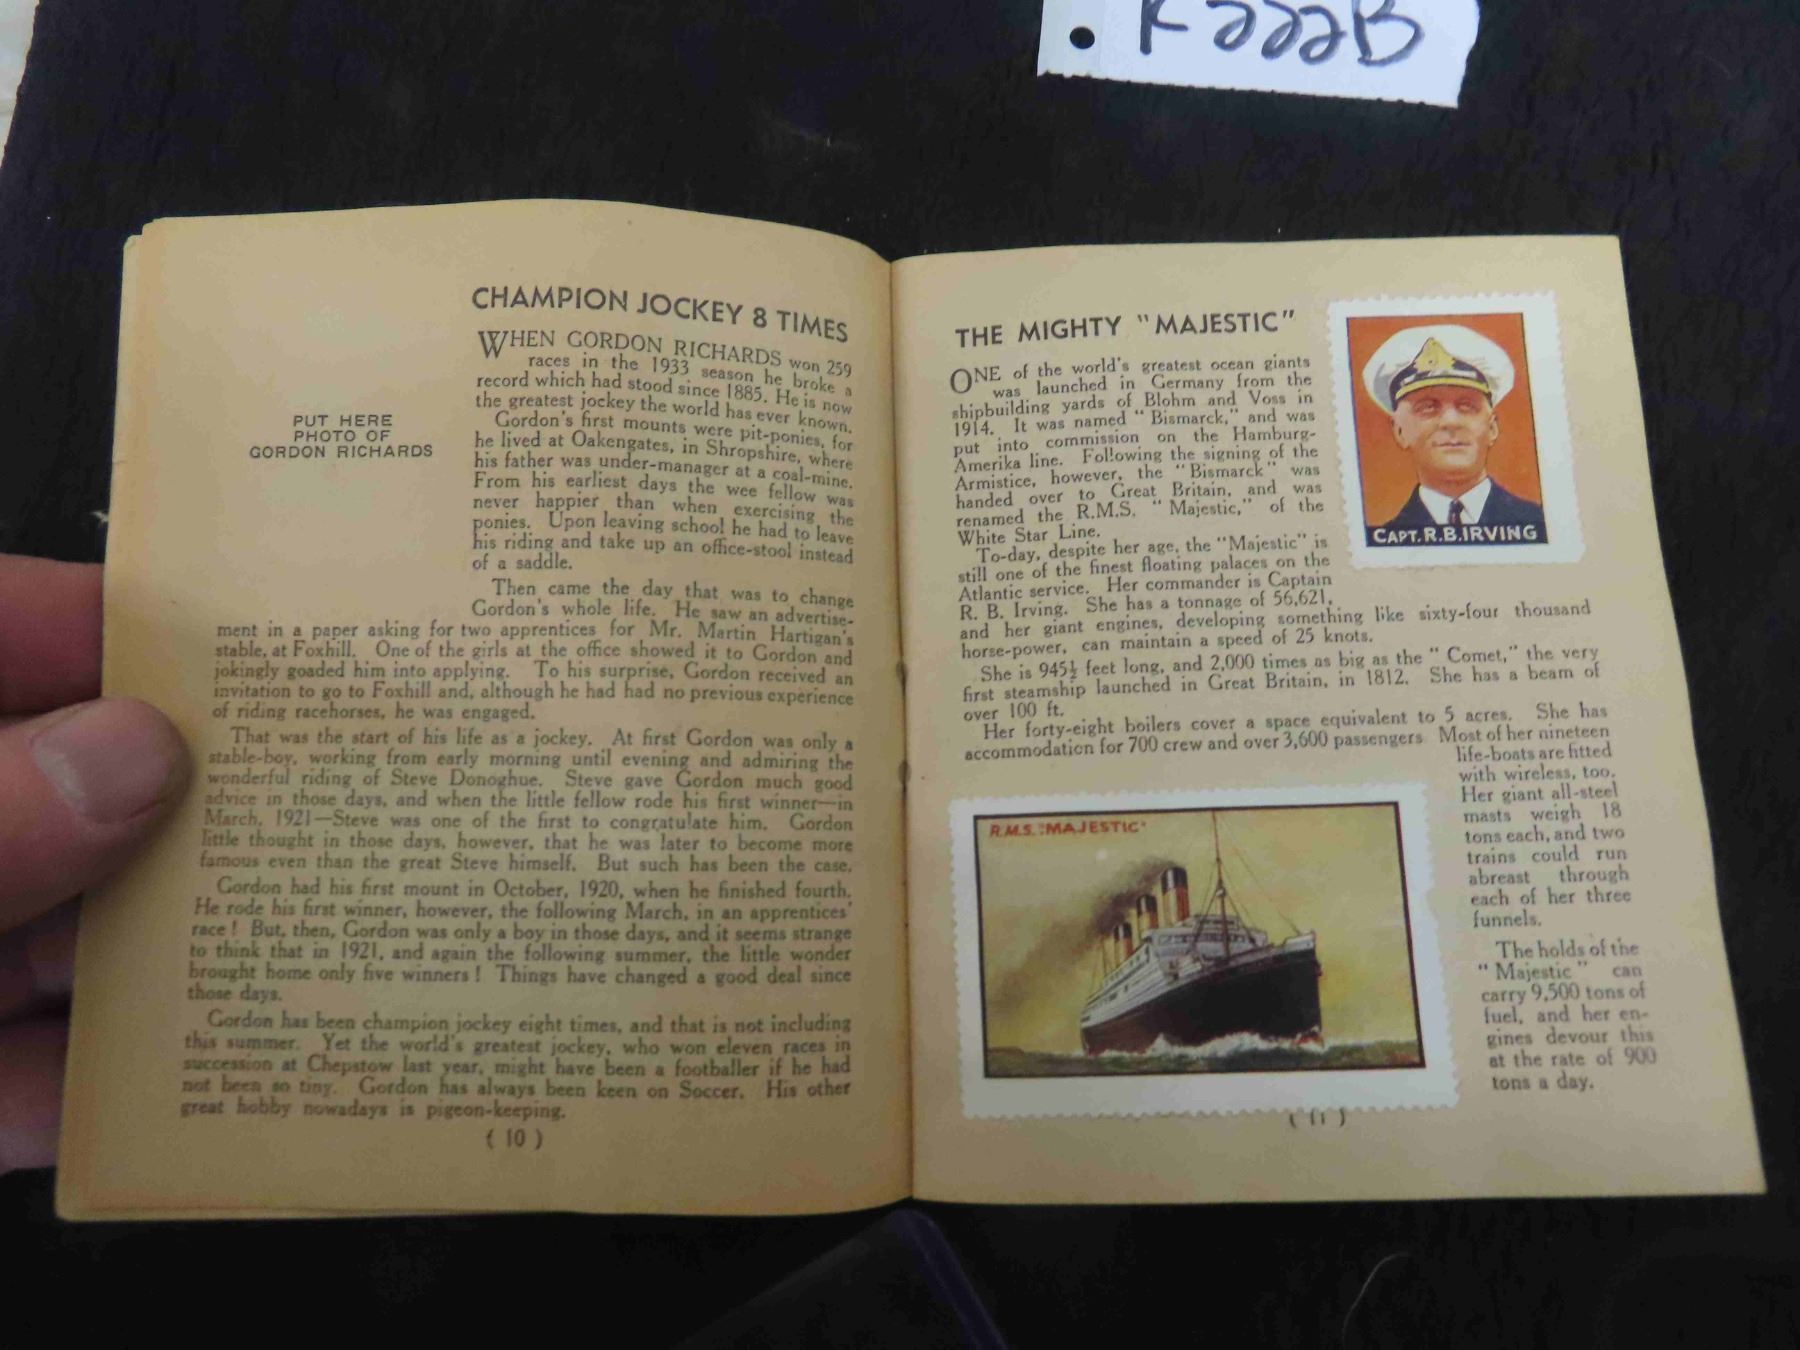 K222B
CHAMPION JOCKEY 8 TIMES
WHEN GORDON RICHARDS won 259
races in the 1933 season he broke a
record which had stood since 1885. He is now
the greatest jockey the world has ever known.
Gordon's first mounts were pit-ponies, for
he lived at Oakengates, in Shropshire, where
his father was under-manager at a coal-mine.
From his earliest days the wee fellow was
never happier than when exercising the
ponies. Upon leaving school he had to leave
his riding and take up an office-stool instead
of a saddle.
PUT HERE
PHOTO OF
GORDON RICHARDS
Then came the day that was to change
Gordon's whole life. He saw an advertise-
ment in a paper asking for two apprentices for Mr. Martin Hartigan's
stable, at Foxhill. One of the girls at the office showed it to Gordon and
jokingly goaded him into applying. To his surprise, Gordon received an
invitation to go to Foxhill and, although he had had no previous experience
of riding racehorses, he was engaged.
That was the start of his life as a jockey. At first Gordon was only a
stable-boy, working from early morning until evening and admiring the
wonderful riding of Steve Donoghue. Steve gave Gordon much good
advice in those days, and when the little fellow rode his first winner—in
March, 1921—Steve was one of the first to congratulate him. Gordon
little thought in those days, however, that he was later to become more
famous even than the great Steve himself. But such has been the case.
Gordon had his first mount in October, 1920, when he finished fourth.
He rode his first winner, however, the following March, in an apprentices'
race! But, then, Gordon was only a boy in those days, and it seems strange
to think that in 1921, and again the following summer, the little wonder
brought home only five winners! Things have changed a good deal since
those days.
Gordon has been champion jockey eight times, and that is not including
this summer. Yet the world's greatest jockey, who won eleven races in
succession at Chepstow last year, might have been a footballer if he had
not been so tiny. Gordon has always been keen on Soccer. His other
great hobby nowadays is pigeon-keeping.
( 10 )
THE MIGHTY "MAJESTIC"
ONE of the world's greatest ocean giants
was launched in Germany from the
shipbuilding yards of Blohm and Voss in
1914. It was named "Bismarck," and was
put into commission on the Hamburg-
Amerika line. Following the signing of the
Armistice, however, the "Bismarck" was
handed over to Great Britain, and was
renamed the R.M.S. "Majestic," of the
White Star Line.
To-day, despite her age, the "Majestic" is
still one of the finest floating palaces on the
Atlantic service. Her commander is Captain
R. B. Irving. She has a tonnage of 56,621,
and her giant engines, developing something like sixty-four thousand
horse-power, can maintain a speed of 25 knots.
CAPT. R.B. IRVING
She is 945½ feet long, and 2,000 times as big as the "Comet," the very
first steamship launched in Great Britain, in 1812. She has a beam of
over 100 ft.
Her forty-eight boilers cover a space equivalent to 5 acres. She has
accommodation for 700 crew and over 3,600 passengers Most of her nineteen
life-boats are fitted
with wireless, too.
Her giant all-steel
masts weigh 18
tons each, and two
trains could run
abreast through
each of her three
funnels.
The holds of the
"Majestic" can
carry 9,500 tons of
fuel, and her en-
gines devour this
at the rate of 900
tons a day.
R.M.S. "MAJESTIC"
( 11 )